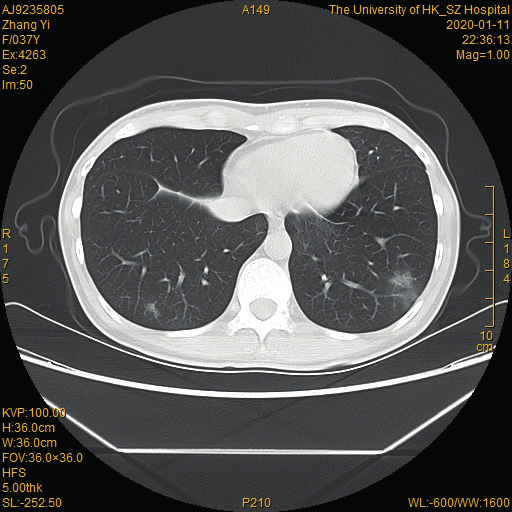 AJ9235805
Zhang Yi
F/037Y
Ex:4263
Se:2
Im:50
A149
The University of HK_SZ Hospital
2020-01-11
22:36:13
Mag=1.00
R
1
7
5
L
1
8
4
10
cm
KVP:100.00
H:36.0cm
W:36.0cm
FOV:36.0×36.0
HFS
5.00thk
SL:-252.50
P210
WL:-600/WW:1600